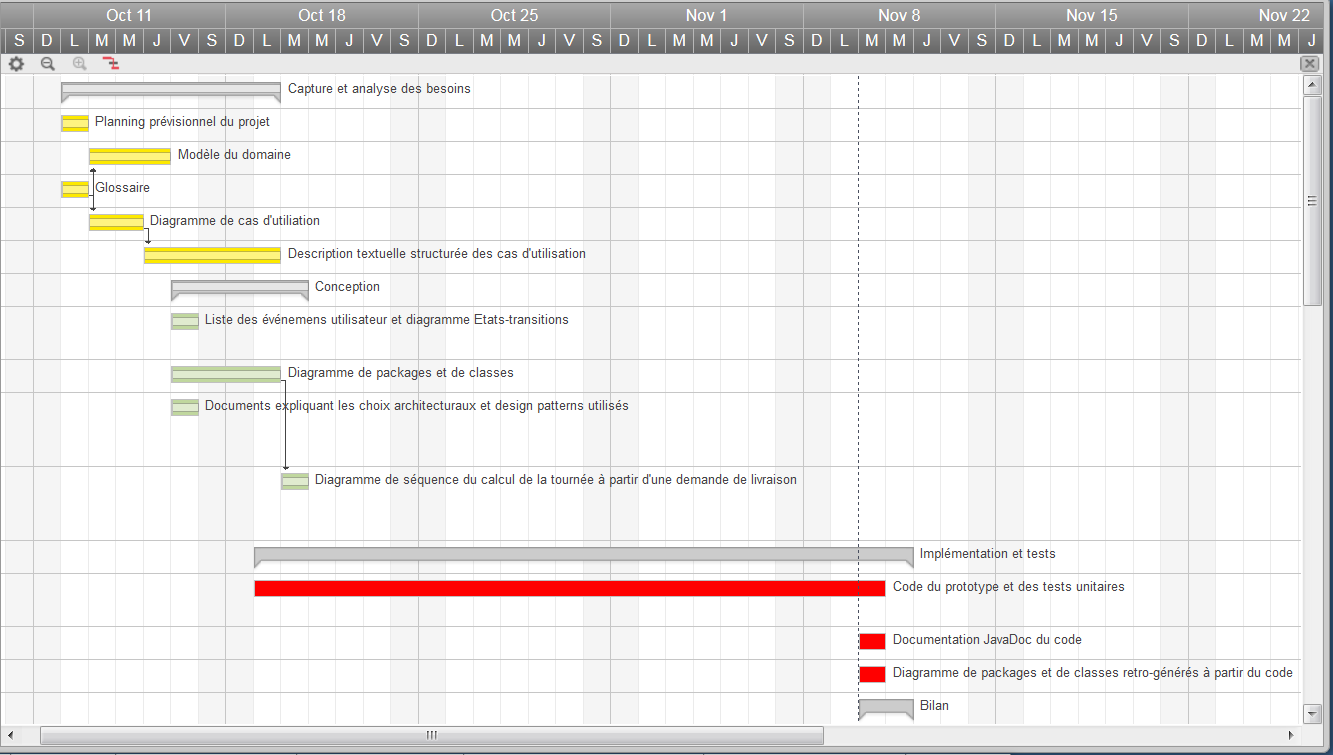 Oct 11 Oct 18 Oct 25 Nov 1 Nov 8 Nov 15 Nov 22
S D L M M J V S D L M M J V S D L M M J V S D L M M J V S D L M M J V S D L M M J V S D L M M J
Capture et analyse des besoins
Planning prévisionnel du projet
Modèle du domaine
Glossaire
Diagramme de cas d'utiliation
Description textuelle structurée des cas d'utilisation
Conception
Liste des événemens utilisateur et diagramme Etats-transitions
Diagramme de packages et de classes
Documents expliquant les choix architecturaux et design patterns utilisés
Diagramme de séquence du calcul de la tournée à partir d'une demande de livraison
Implémentation et tests
Code du prototype et des tests unitaires
Documentation JavaDoc du code
Diagramme de packages et de classes retro-générés à partir du code
Bilan